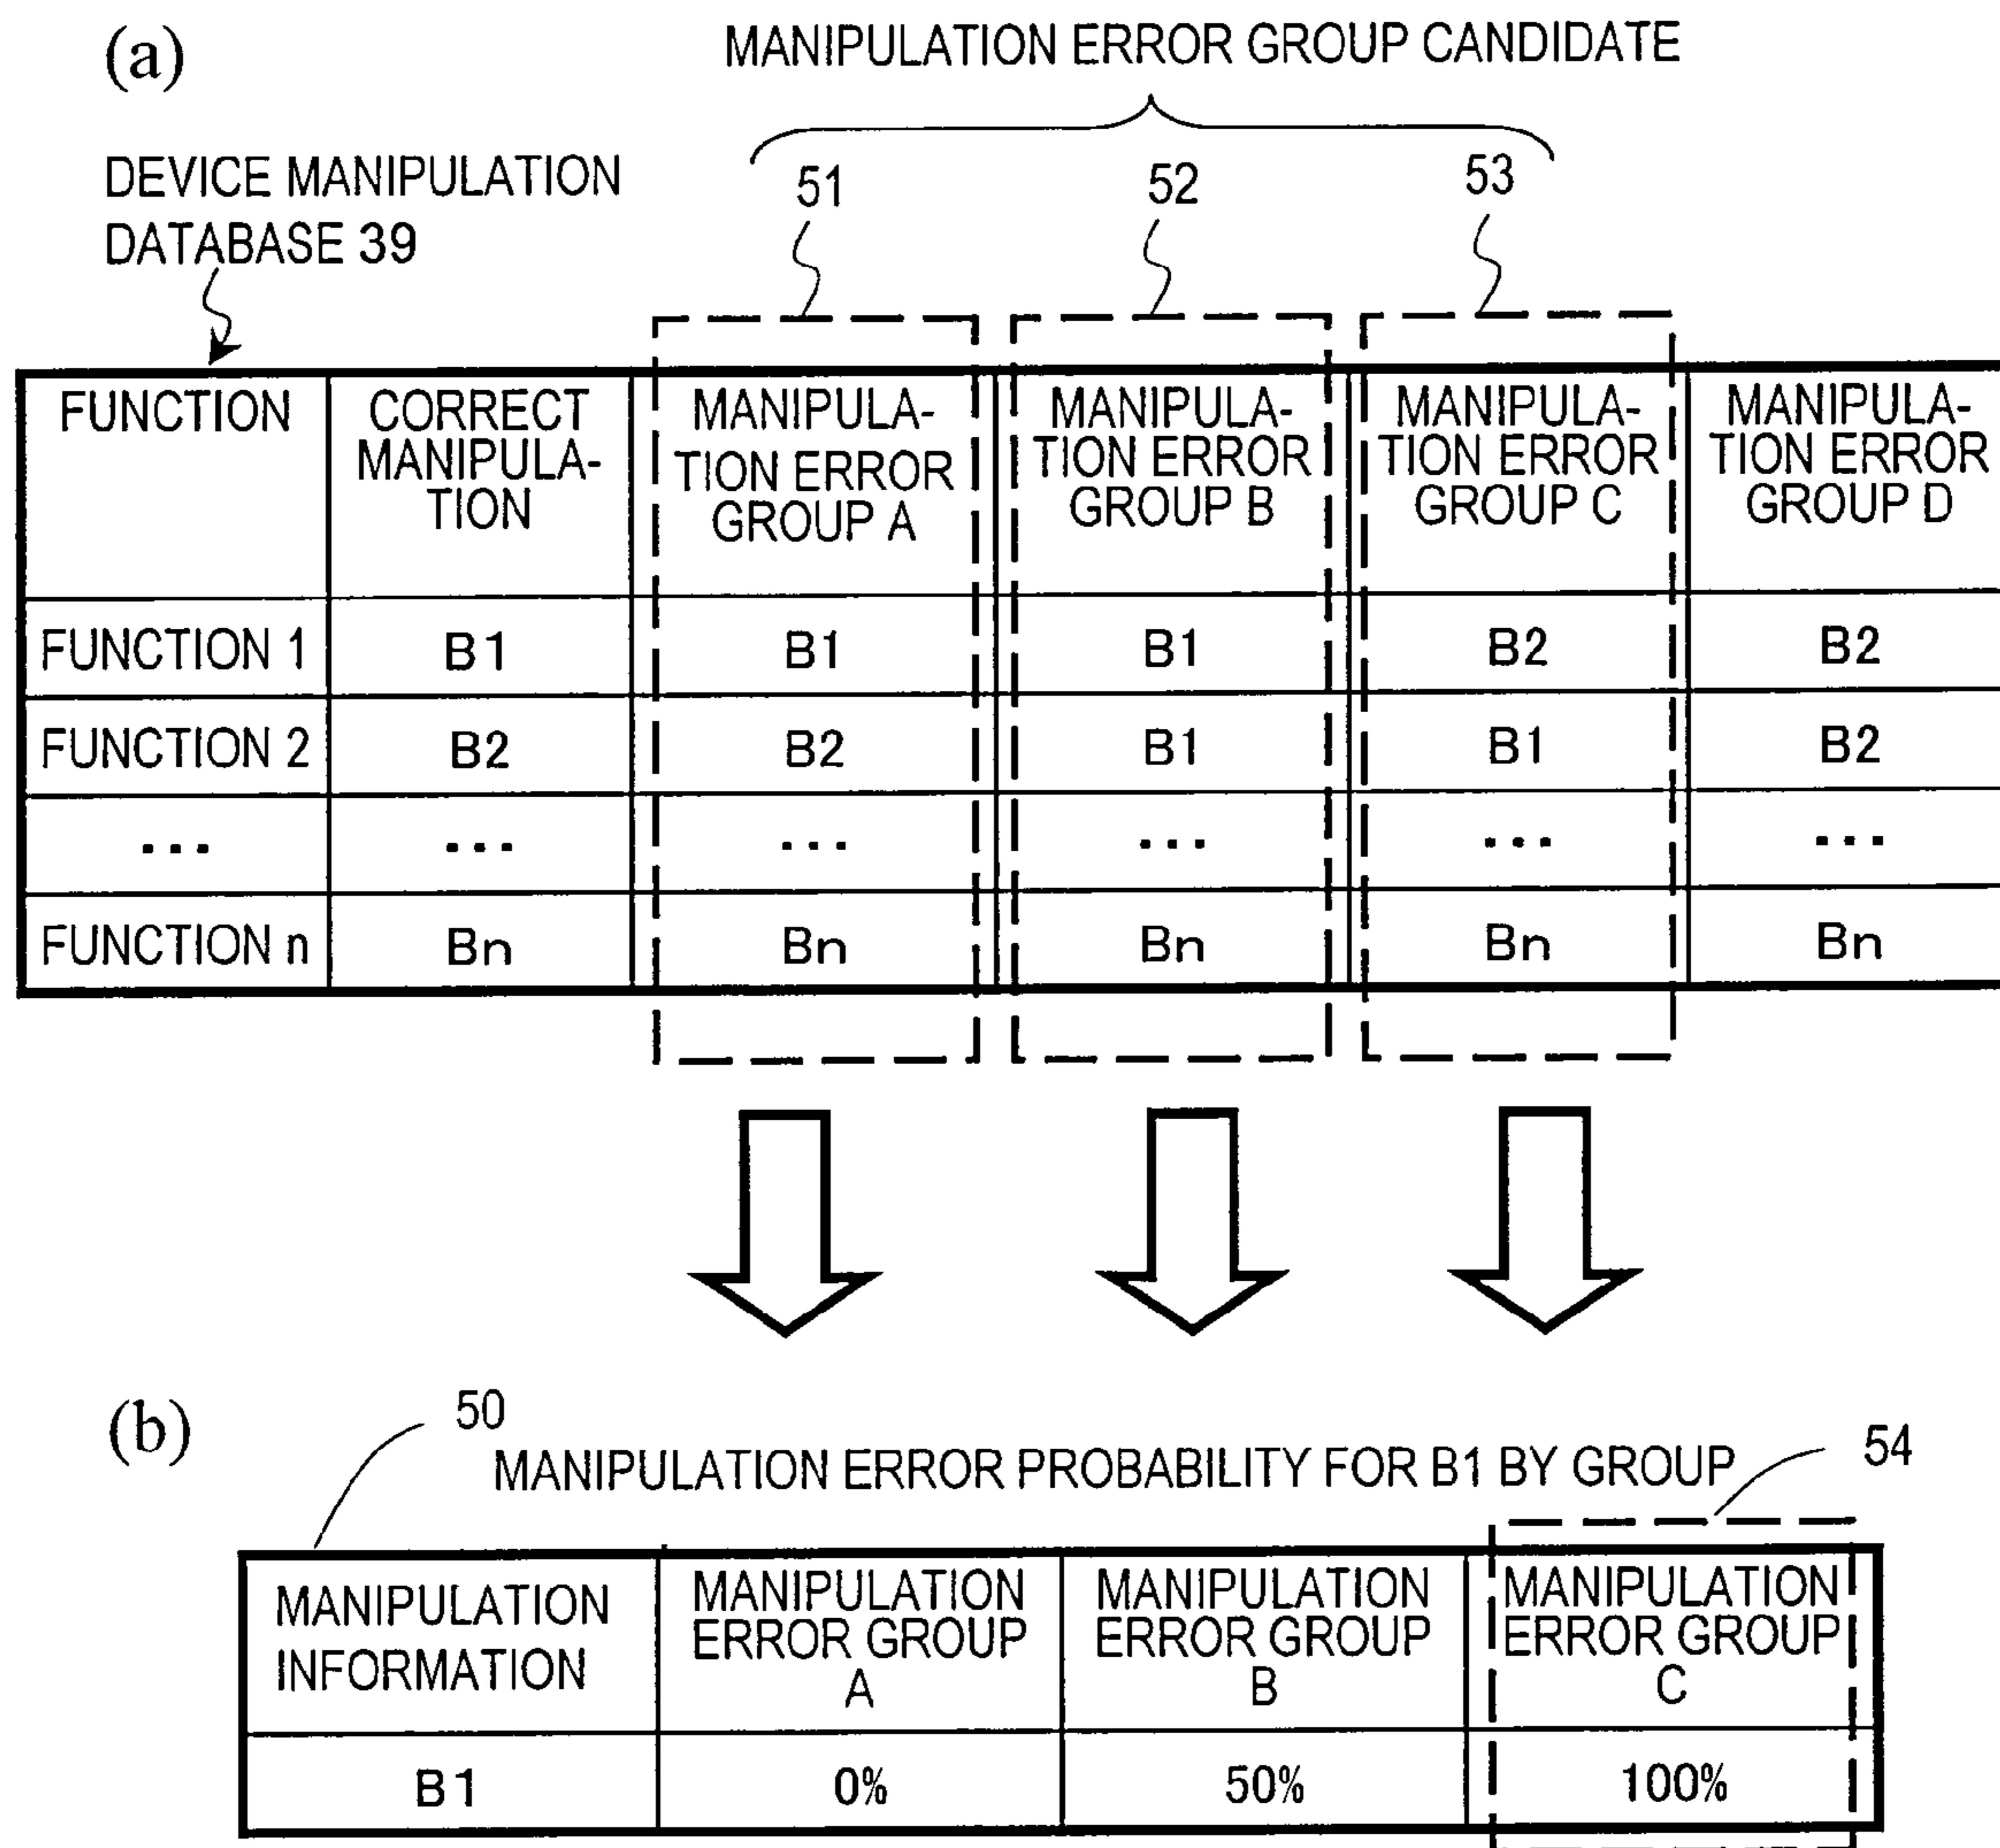 (a)
MANIPULATION ERROR GROUP CANDIDATE
DEVICE MANIPULATION
DATABASE 39
51
52
53
FUNCTION
CORRECT
MANIPULA-
TION
MANIPULA-
TION ERROR
GROUP A
MANIPULA-
TION ERROR
GROUP B
MANIPULA-
TION ERROR
GROUP C
MANIPULA-
TION ERROR
GROUP D
FUNCTION 1 B1 B1 B1 B2 B2
FUNCTION 2 B2 B2 B1 B1 B2
... ... ... ... ... ...
FUNCTION n Bn Bn Bn Bn Bn
(b)
50
MANIPULATION ERROR PROBABILITY FOR B1 BY GROUP
54
MANIPULATION
INFORMATION
MANIPULATION
ERROR GROUP
A
MANIPULATION
ERROR GROUP
B
MANIPULATION
ERROR GROUP
C
B1 0% 50% 100%